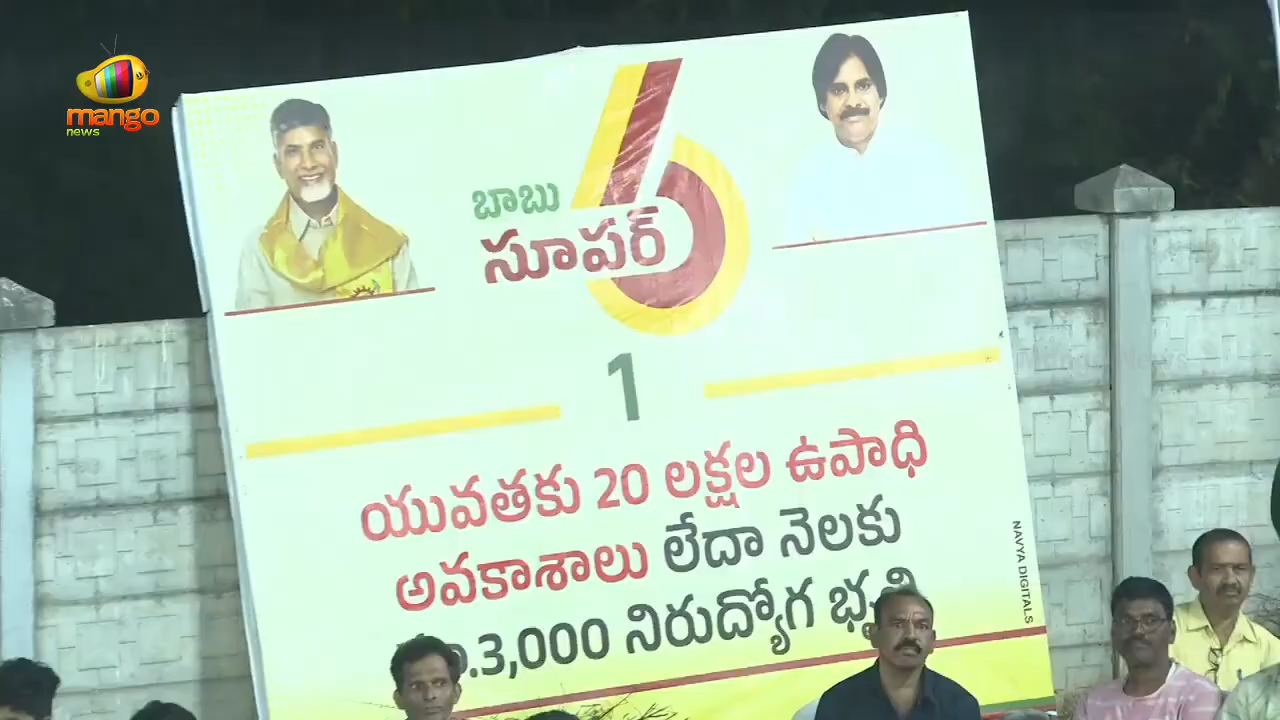 mango
news
బాబు
సూపర్
6
1
యువతకు 20 లక్షల ఉపాధి
అవకాశాలు లేదా నెలకు
.3,000 నిరుద్యోగ
NAVYA DIGITALS